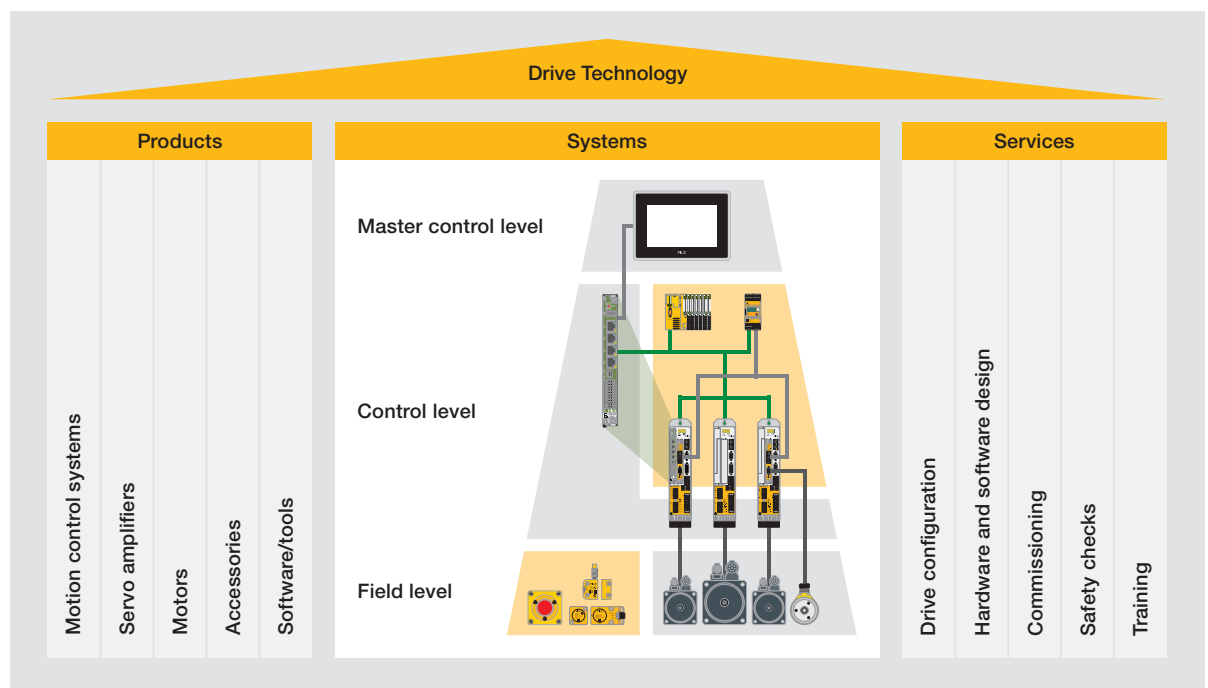 Drive Technology
Products
Motion control systems
Servo amplifiers
Motors
Accessories
Software/tools
Systems
Master control level
Control level
Field level
Services
Drive configuration
Hardware and software design
Commissioning
Safety checks
Training